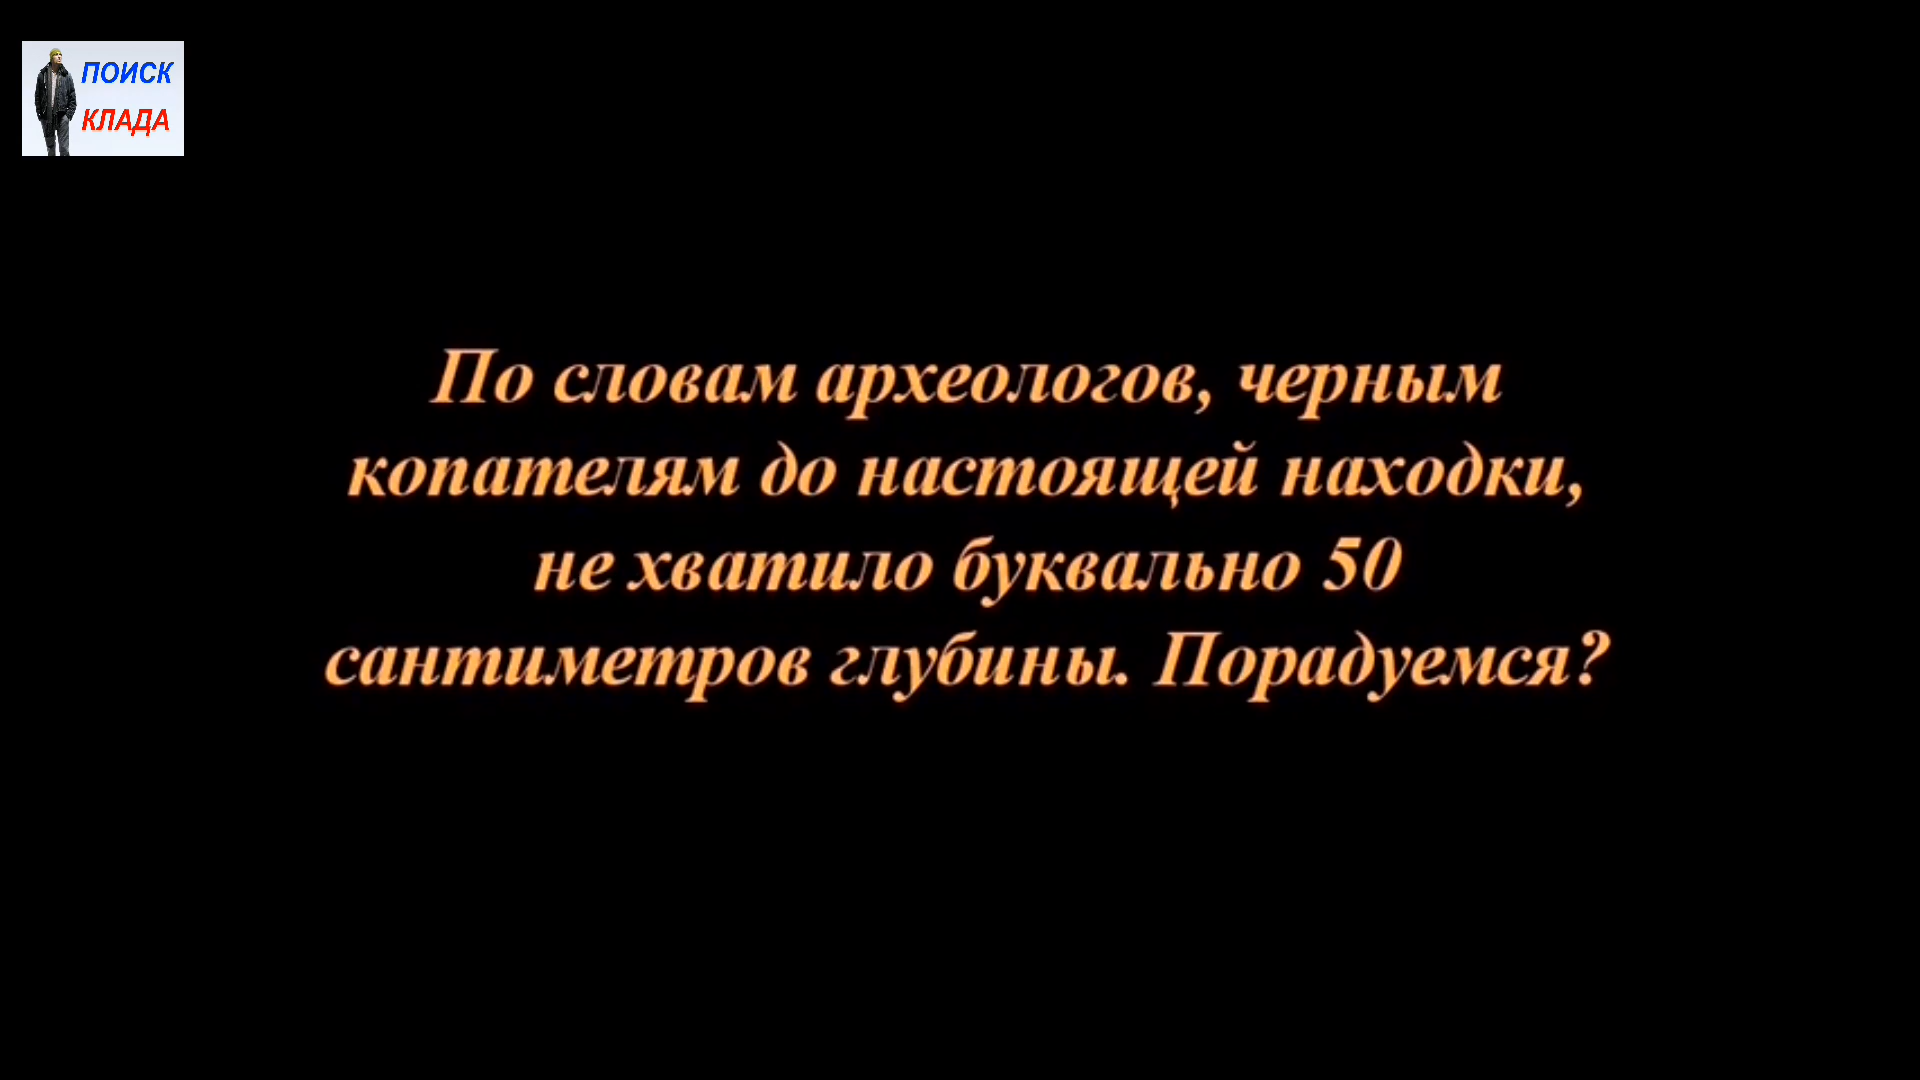 ПОИСК
КЛАДА
По словам археологов, черным
копателям до настоящей находки,
не хватило буквально 50
сантиметров глубины. Порадуемся?